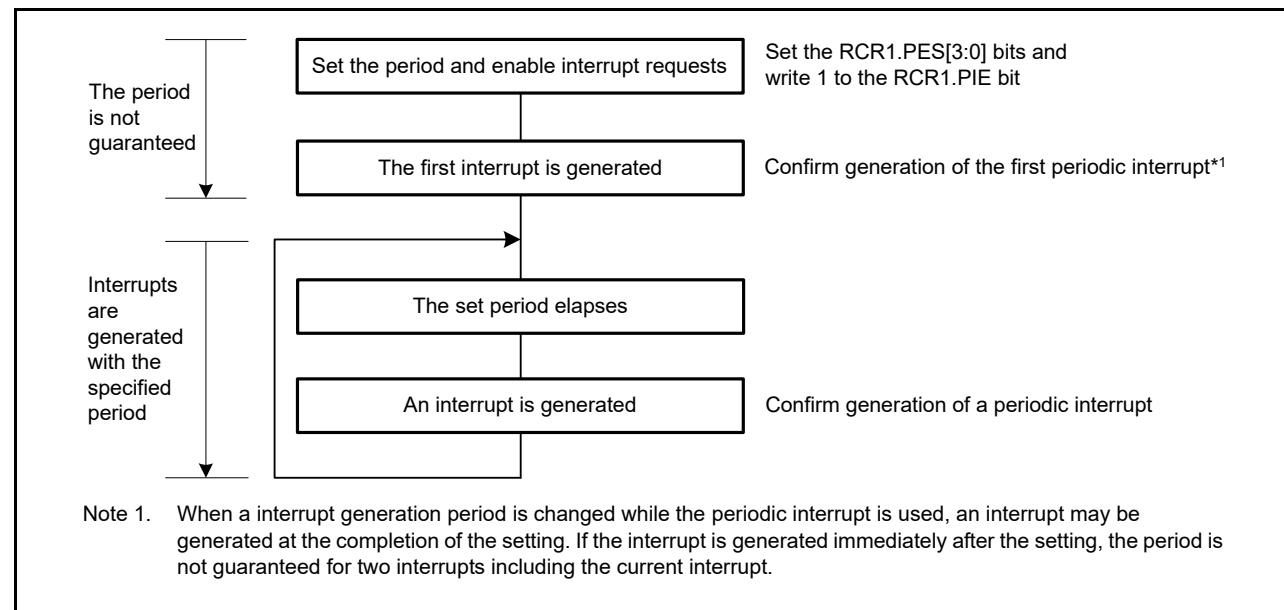 Set the period and enable interrupt requests
Set the RCR1.PES[3:0] bits and
write 1 to the RCR1.PIE bit
The period
is not
guaranteed
The first interrupt is generated
Confirm generation of the first periodic interrupt*1
Interrupts
are
generated
with the
specified
period
The set period elapses
An interrupt is generated
Confirm generation of a periodic interrupt
Note 1. When a interrupt generation period is changed while the periodic interrupt is used, an interrupt may be
generated at the completion of the setting. If the interrupt is generated immediately after the setting, the period is
not guaranteed for two interrupts including the current interrupt.